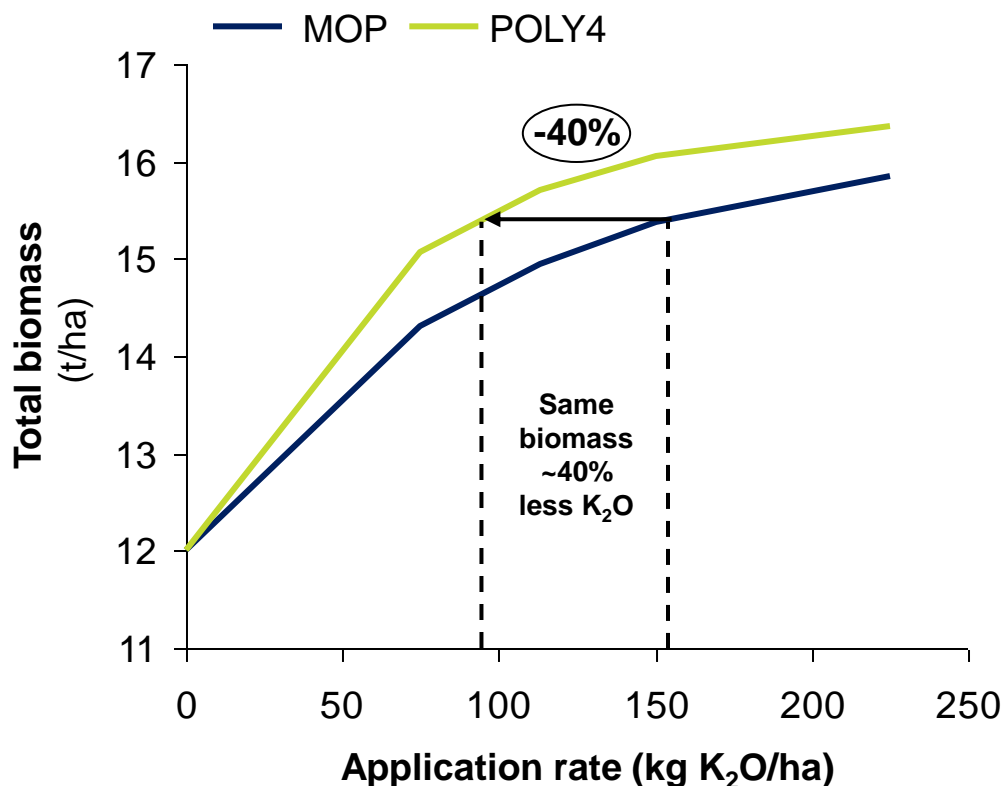 MOP POLY4
17
16
15
14
13
12
11
Total biomass
(t/ha)
-40%
Same
biomass
~40%
less K₂O
0 50 100 150 200 250
Application rate (kg K₂O/ha)